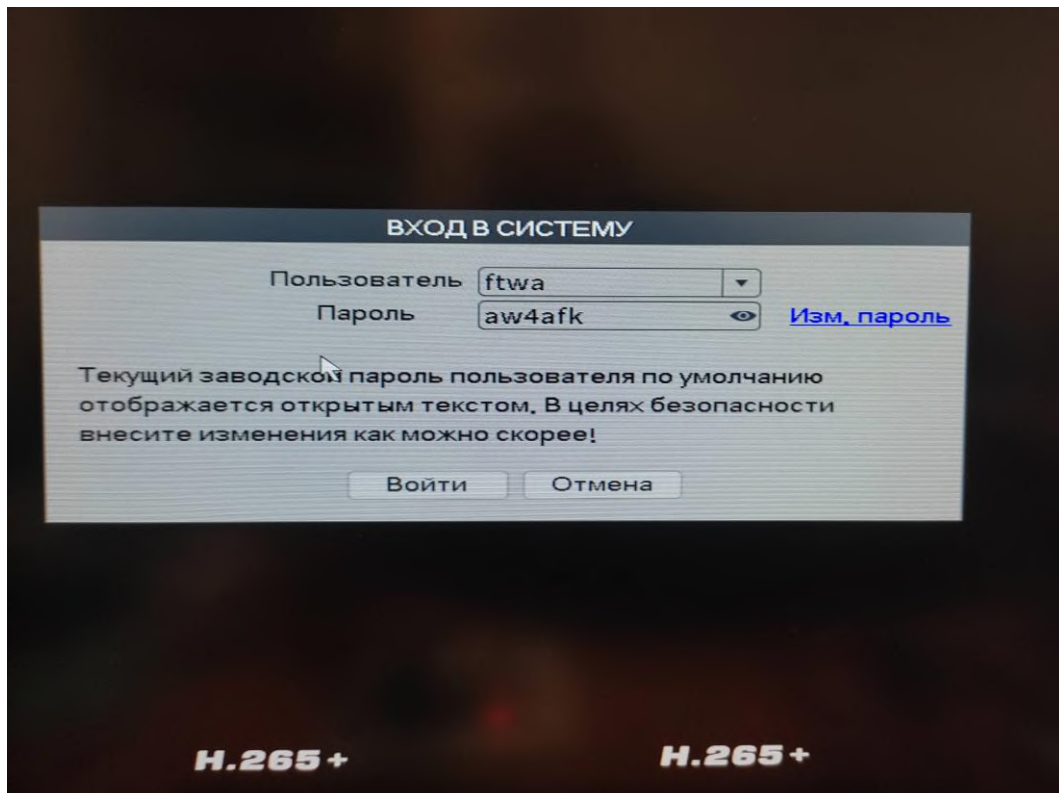 ВХОД В СИСТЕМУ
Пользователь ftwa
Пароль aw4afk Изм. пароль
Текущий заводской пароль пользователя по умолчанию
отображается открытым текстом. В целях безопасности
внесите изменения как можно скорее!
Войти Отмена
H.265+ H.265+